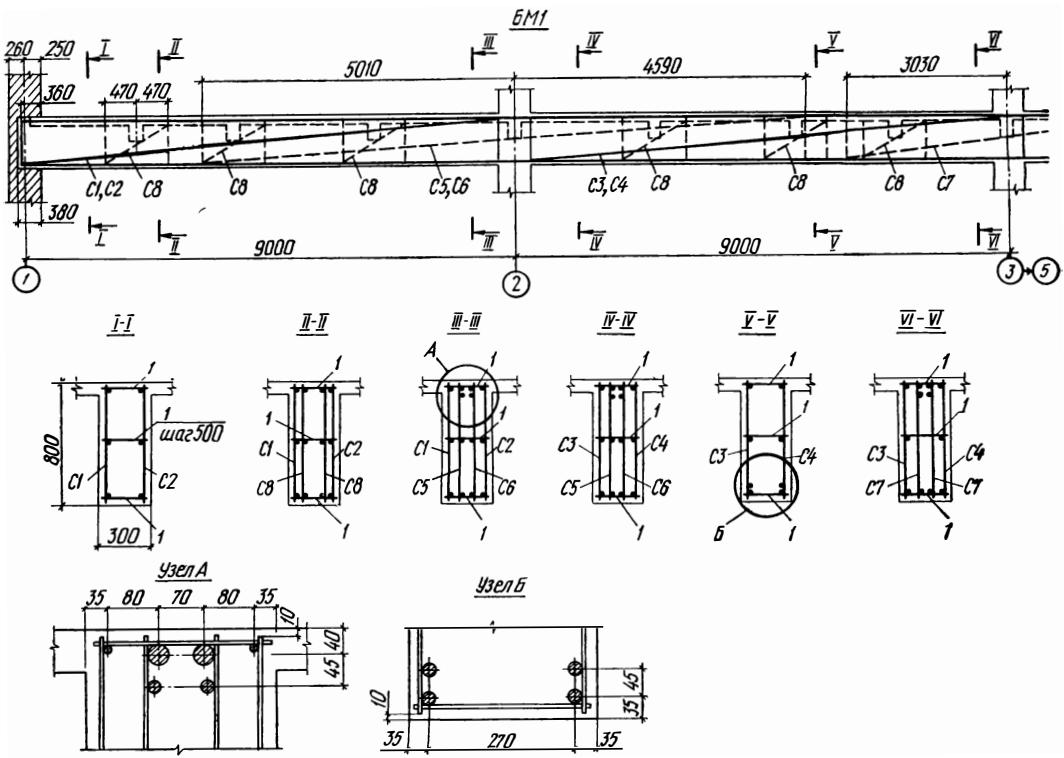 БМ1
I II III IV V VI
260 250 5010 4590 3030
360 470 470
С1,С2 С8 С8 С8 С5,С6 С3,С4 С8 С8 С8 С7
380
I II III IV V VI
9000 9000
1 2 3 5
I-I II-II III-III IV-IV V-V VI-VI
А
1 1 1 1 1 1
1 шаг500 1 1 1 1 1
800
С1 С2 С1 С2 С1 С2 С3 С4 С3 С4 С3 С4
С8 С8 С5 С6 С5 С6 С7 С7
300 1 1 1 1 Б 1 1
Узел А
35 80 70 80 35
10
40
45
Узел Б
10
45
35
35 270 35